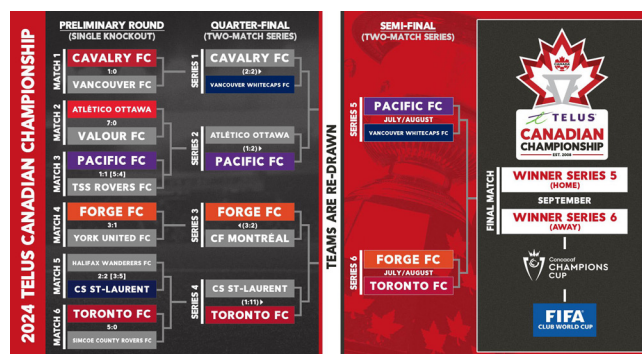 2024 TELUS CANADIAN CHAMPIONSHIP
PRELIMINARY ROUND
(SINGLE KNOCKOUT)
MATCH 1
CAVALRY FC
1:0
VANCOUVER FC
MATCH 2
ATLÉTICO OTTAWA
7:0
VALOUR FC
MATCH 3
PACIFIC FC
1:1 [5:4]
TSS ROVERS FC
MATCH 4
FORGE FC
3:1
YORK UNITED FC
MATCH 5
HALIFAX WANDERERS FC
2:2 [3:5]
CS ST-LAURENT
MATCH 6
TORONTO FC
5:0
SIMCOE COUNTY ROVERS FC
QUARTER-FINAL
(TWO-MATCH SERIES)
SERIES 1
CAVALRY FC
(2:2)
VANCOUVER WHITECAPS FC
SERIES 2
ATLÉTICO OTTAWA
(1:2)
PACIFIC FC
SERIES 3
FORGE FC
(3:2)
CF MONTRÉAL
SERIES 4
CS ST-LAURENT
(1:11)
TORONTO FC
TEAMS ARE RE-DRAWN
SEMI-FINAL
(TWO-MATCH SERIES)
SERIES 5
PACIFIC FC
JULY/AUGUST
VANCOUVER WHITECAPS FC
SERIES 6
FORGE FC
JULY/AUGUST
TORONTO FC
TELUS
CANADIAN
CHAMPIONSHIP
EST. 2008
FINAL MATCH
WINNER SERIES 5
(HOME)
SEPTEMBER
WINNER SERIES 6
(AWAY)
Concacaf
CHAMPIONS
CUP
FIFA
CLUB WORLD CUP